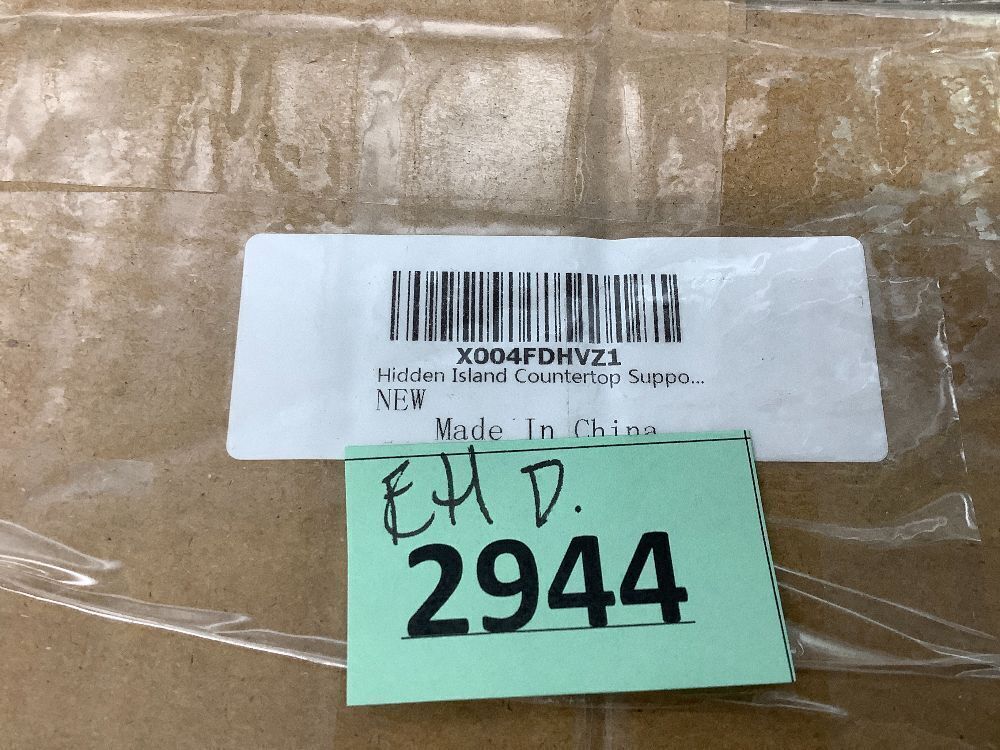 X004FDHVZ1
Hidden Island Countertop Suppo...
NEW
Made In China
EH D.
2944